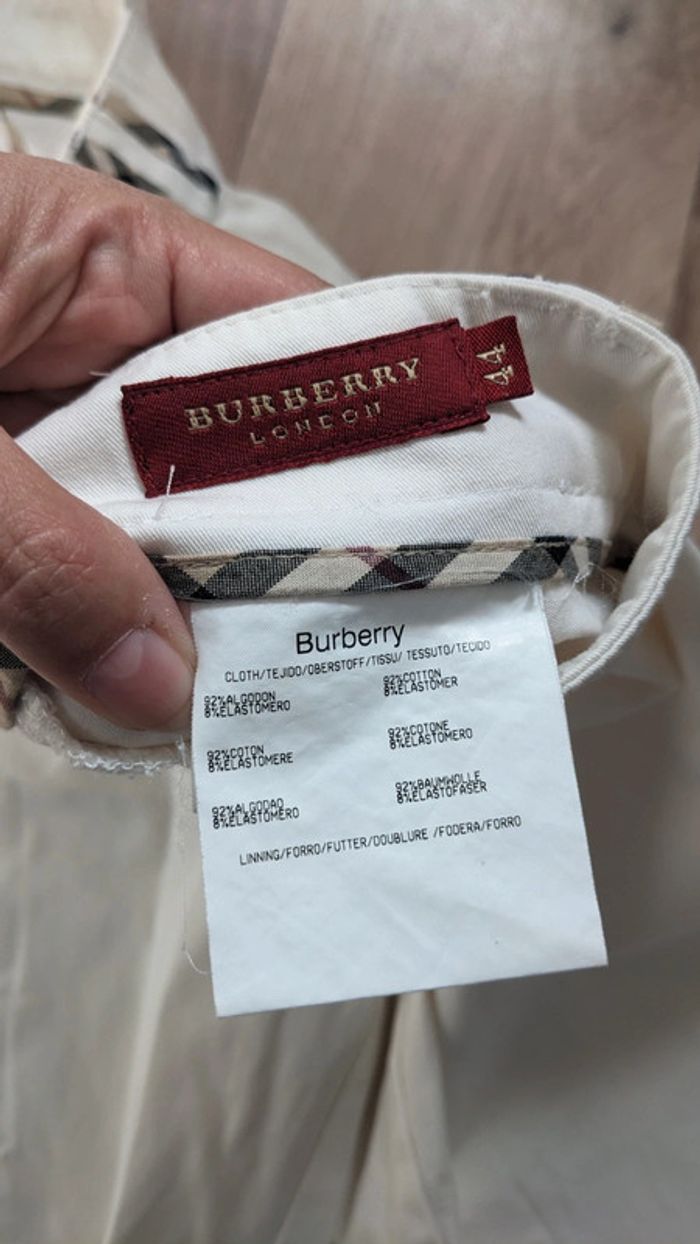 BURBERRY
LONDON
44
Burberry
CLOTH/TEJIDO/OBERSTOFF/TISSU/ TESSUTO/TECIDO
92%ALGODON
8%ELASTOMERO
92%COTTON
8%ELASTOMER
92%COTON
8%ELASTOMERE
92%COTONE
8%ELASTOMERO
92%ALGODAO
8%ELASTOMERO
92%BAUMWOLLE
8%ELASTOFASER
LINNING/FORRO/FUTTER/DOUBLURE /FODERA/FORRO